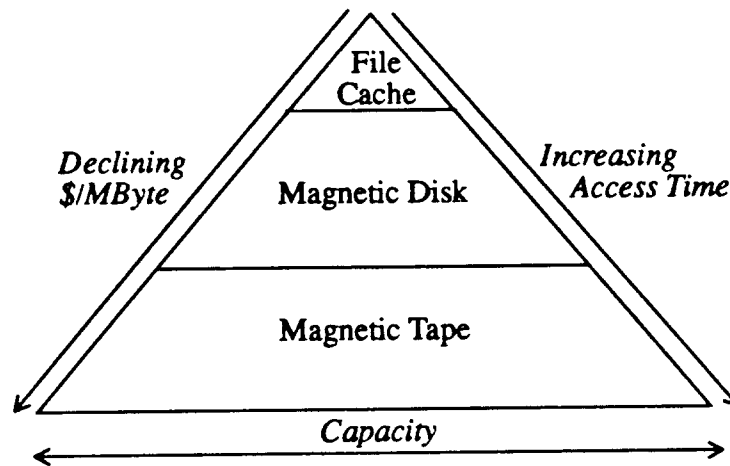 File
Cache
Declining
$/MByte
Increasing
Access Time
Magnetic Disk
Magnetic Tape
Capacity